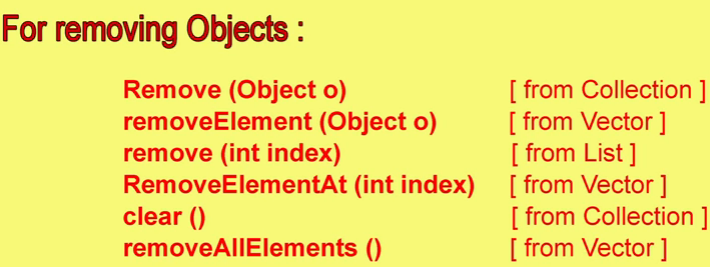 For removing Objects :
Remove (Object o) [ from Collection ]
removeElement (Object o) [ from Vector ]
remove (int index) [ from List ]
RemoveElementAt (int index) [ from Vector ]
clear () [ from Collection ]
removeAllElements () [ from Vector ]